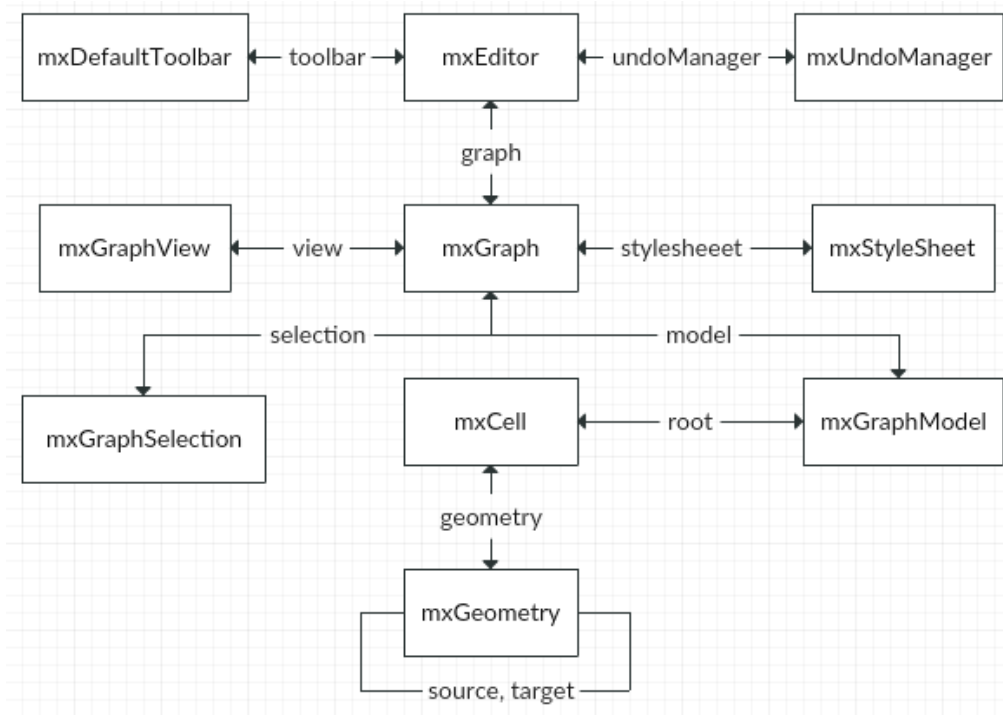 mxDefaultToolbar
toolbar
mxEditor
undoManager
mxUndoManager
graph
mxGraphView
view
mxGraph
stylesheeet
mxStyleSheet
selection
model
mxGraphSelection
mxCell
root
mxGraphModel
geometry
mxGeometry
source, target